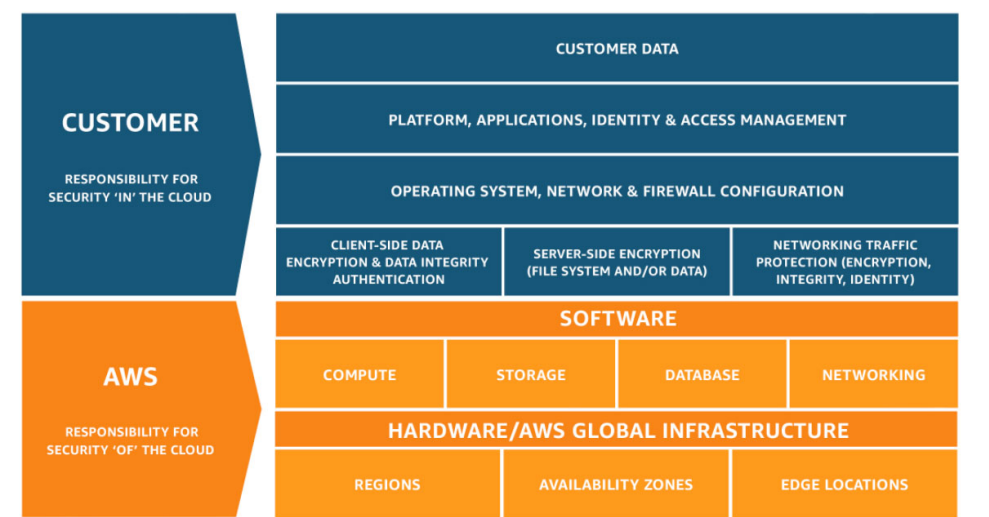 CUSTOMER
RESPONSIBILITY FOR
SECURITY ‘IN’ THE CLOUD
CUSTOMER DATA
PLATFORM, APPLICATIONS, IDENTITY & ACCESS MANAGEMENT
OPERATING SYSTEM, NETWORK & FIREWALL CONFIGURATION
CLIENT-SIDE DATA
ENCRYPTION & DATA INTEGRITY
AUTHENTICATION
SERVER-SIDE ENCRYPTION
(FILE SYSTEM AND/OR DATA)
NETWORKING TRAFFIC
PROTECTION (ENCRYPTION,
INTEGRITY, IDENTITY)
AWS
RESPONSIBILITY FOR
SECURITY ‘OF’ THE CLOUD
SOFTWARE
COMPUTE
STORAGE
DATABASE
NETWORKING
HARDWARE/AWS GLOBAL INFRASTRUCTURE
REGIONS
AVAILABILITY ZONES
EDGE LOCATIONS